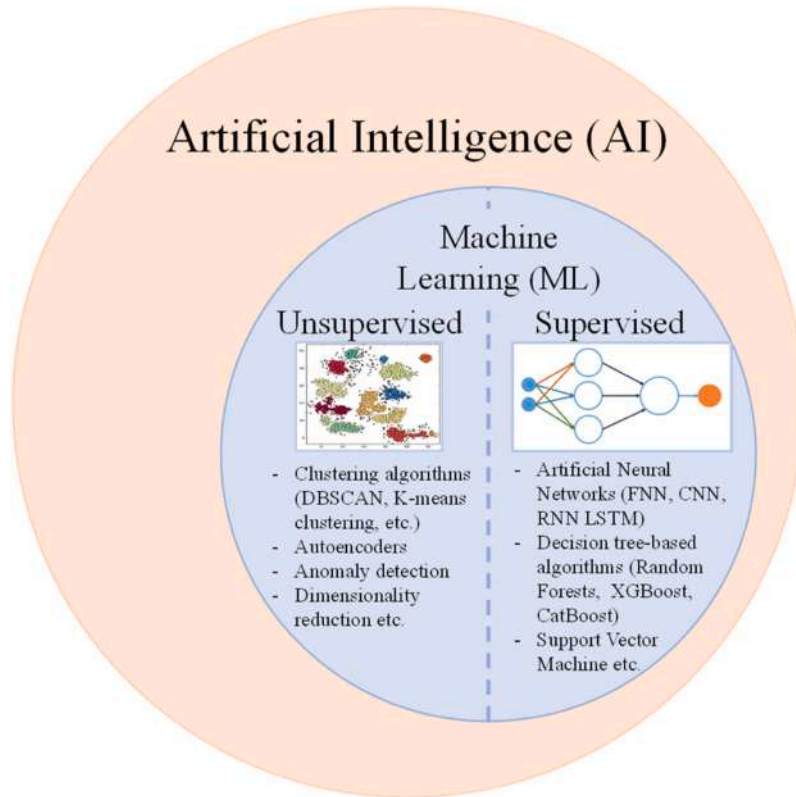 Artificial Intelligence (AI)
Machine
Learning (ML)
Unsupervised
- Clustering algorithms
(DBSCAN, K-means
clustering, etc.)
- Autoencoders
- Anomaly detection
- Dimensionality
reduction etc.
Supervised
- Artificial Neural
Networks (FNN, CNN,
RNN LSTM)
- Decision tree-based
algorithms (Random
Forests, XGBoost,
CatBoost)
- Support Vector
Machine etc.